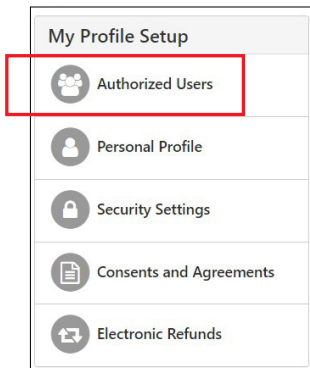 My Profile Setup
Authorized Users
Personal Profile
Security Settings
Consents and Agreements
Electronic Refunds